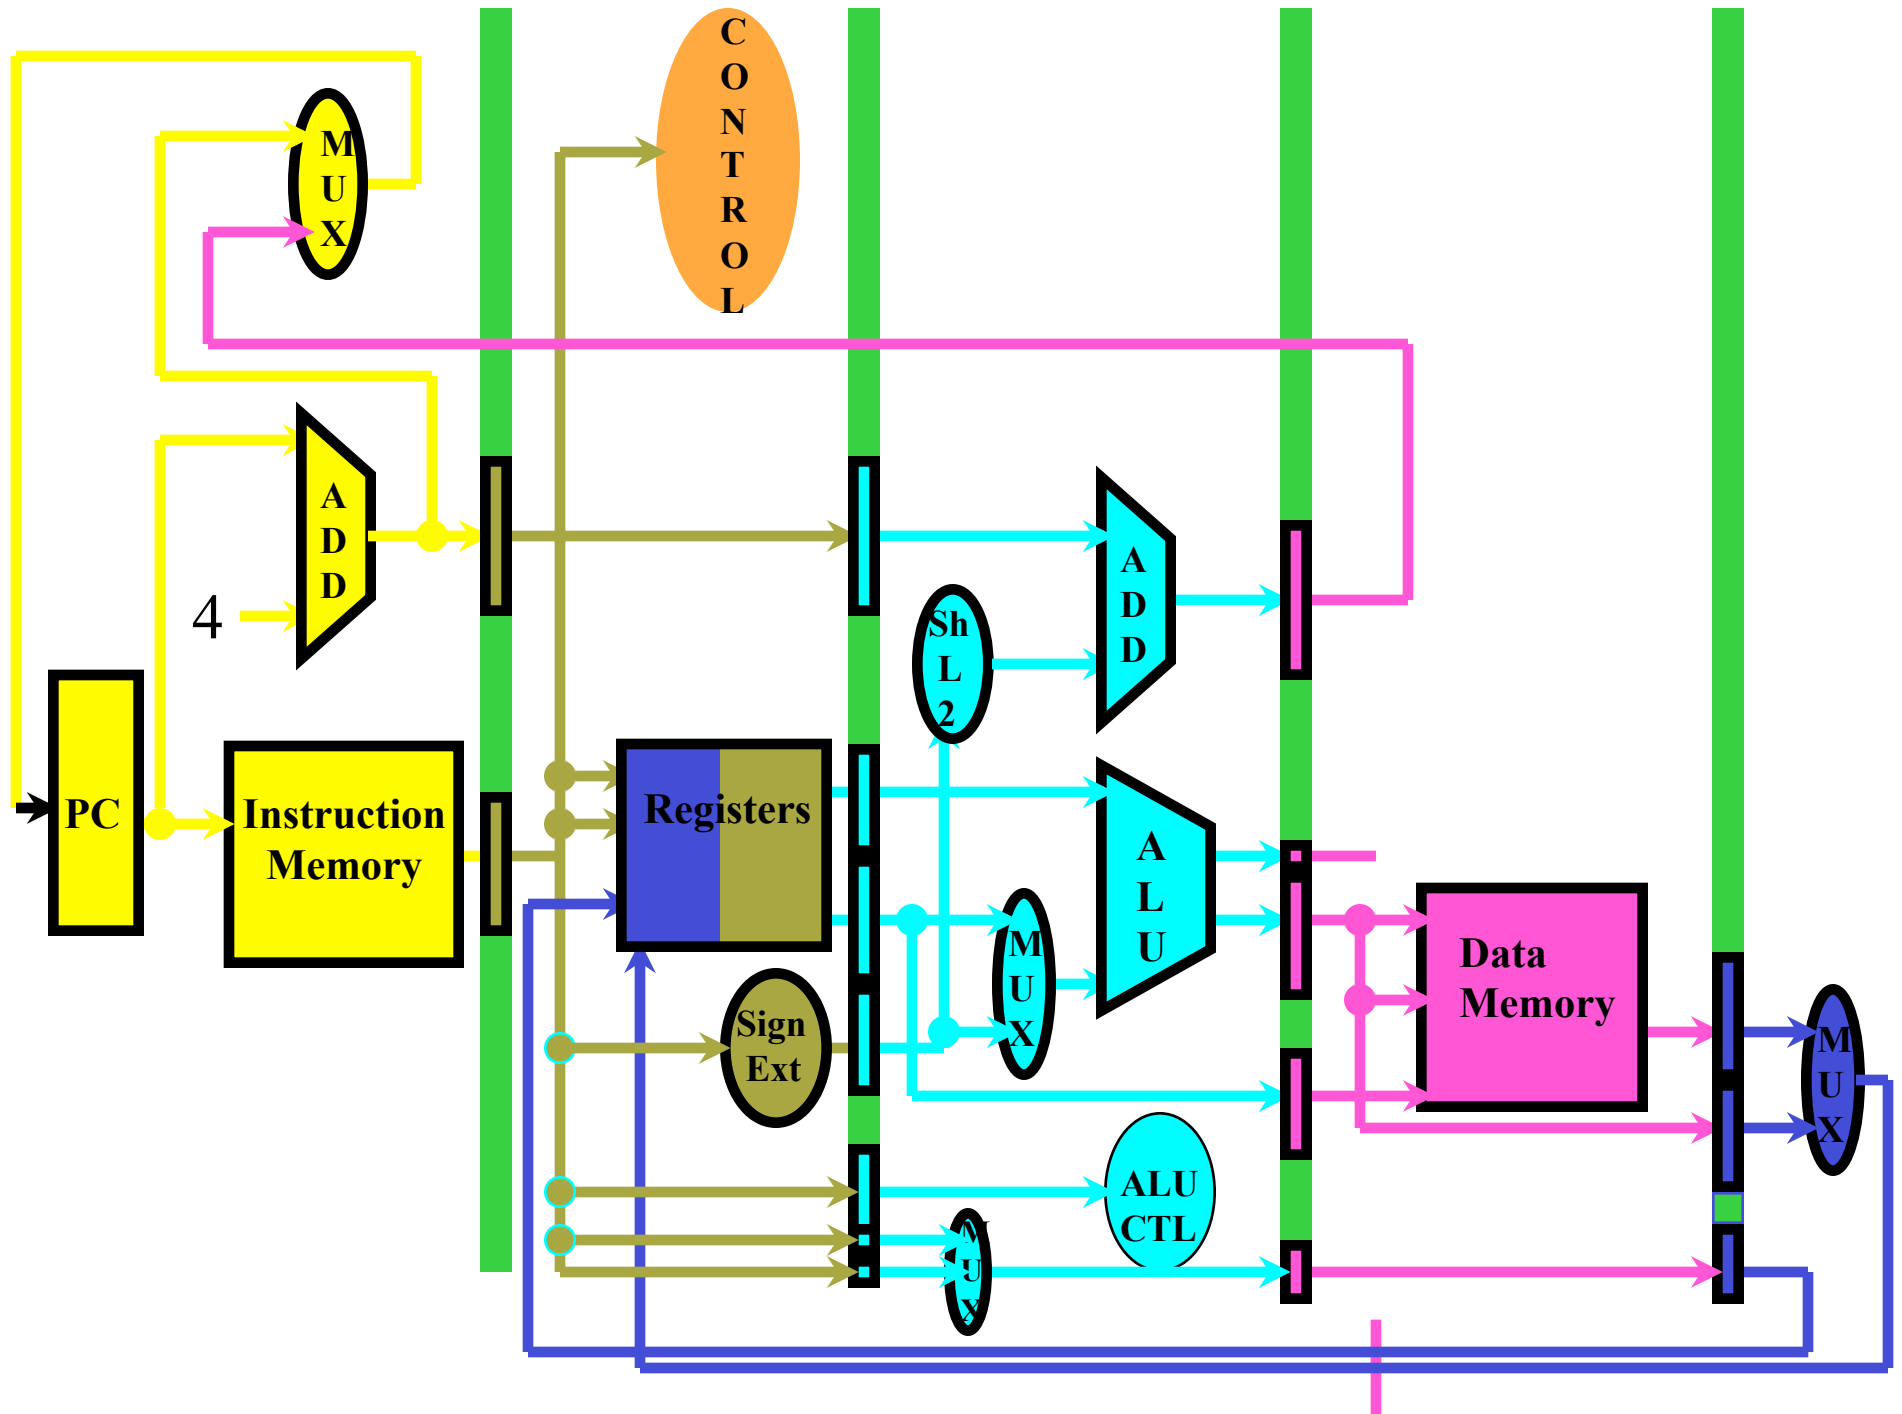 C
O
N
T
R
O
L
M
U
X
A
D
D
4
A
D
D
Sh
L
2
PC
Instruction
Memory
Registers
A
L
U
M
U
X
Data
Memory
Sign
Ext
M
U
X
ALU
CTL
M
U
X